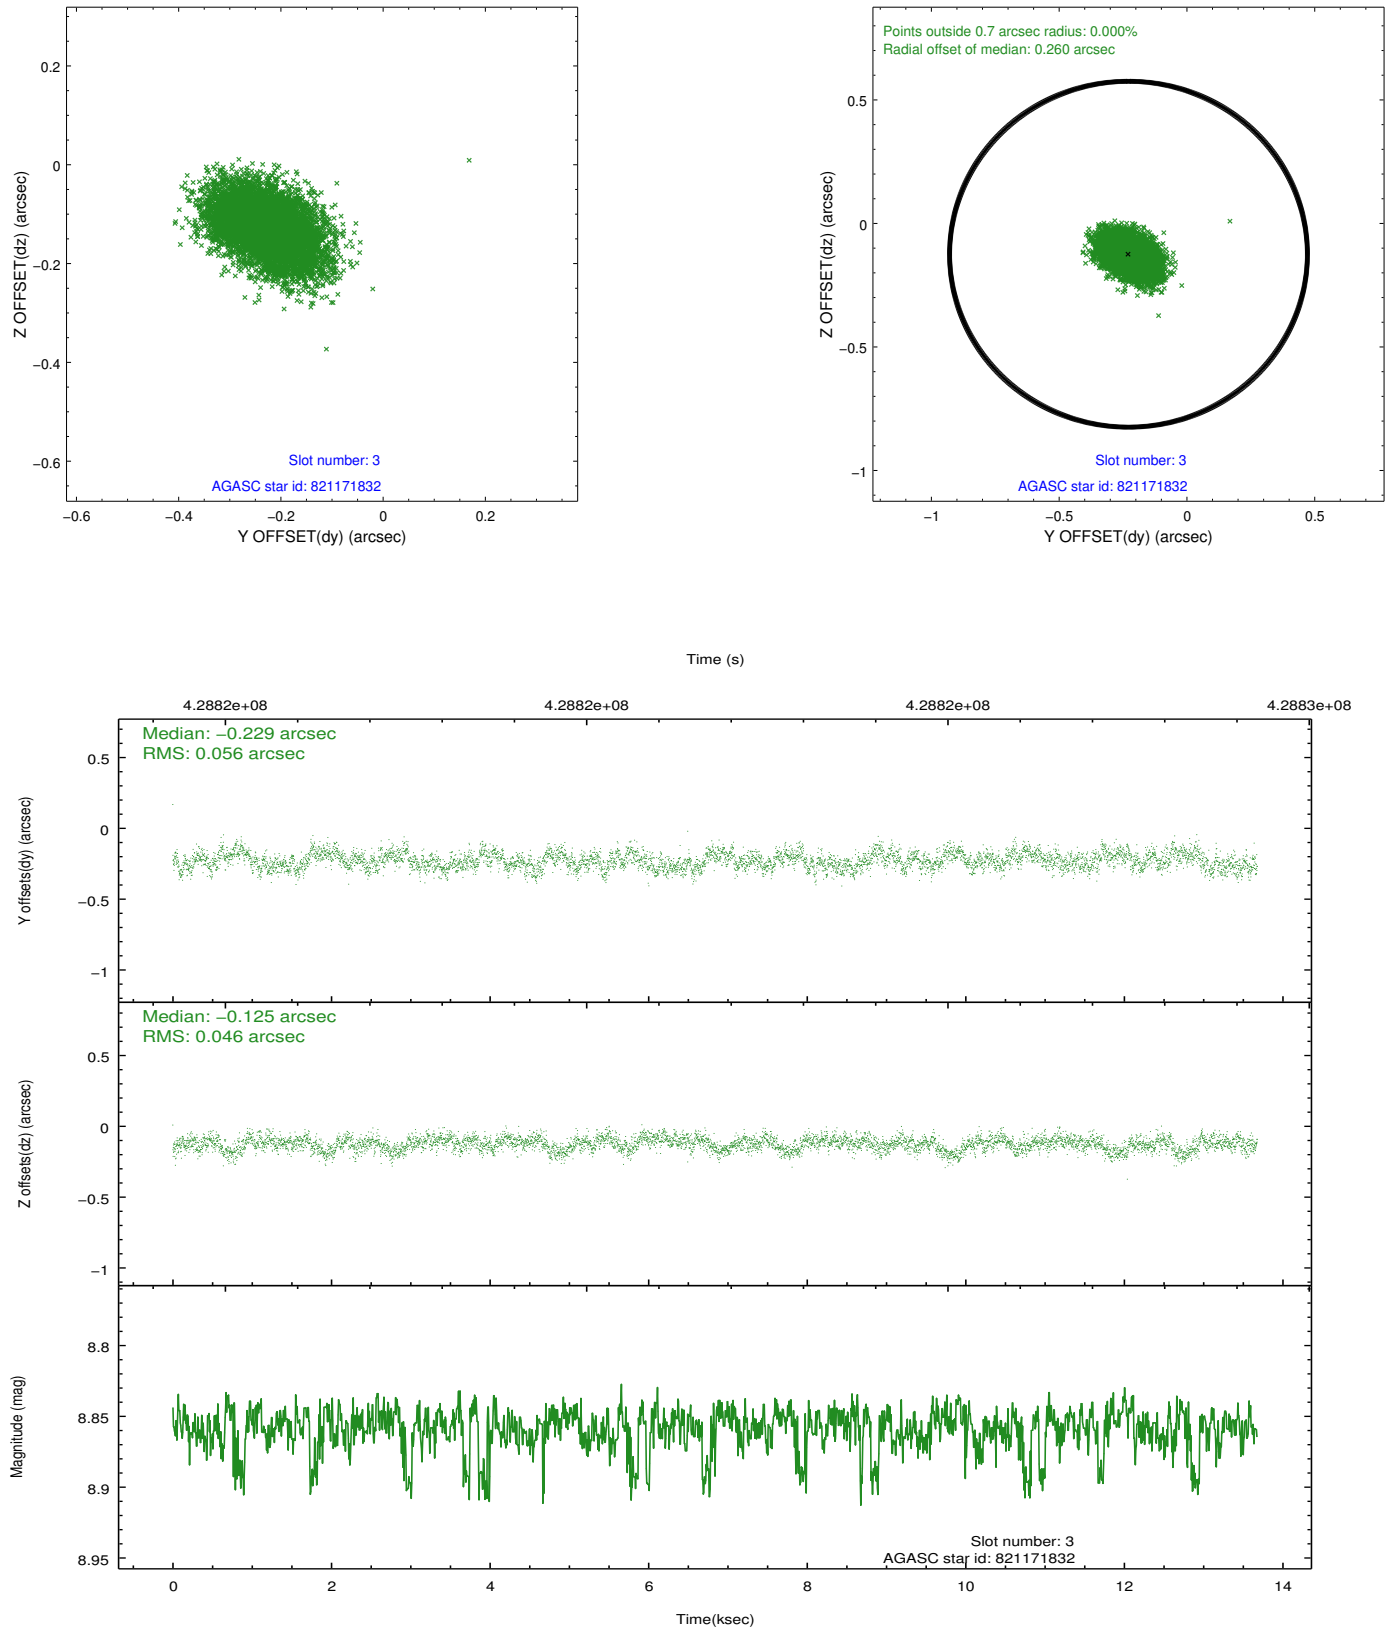 0.2
0
−0.2
−0.4
−0.6
Z OFFSET(dz) (arcsec)
Slot number: 3
AGASC star id: 821171832
−0.6 −0.4 −0.2 0 0.2
Y OFFSET(dy) (arcsec)
Points outside 0.7 arcsec radius: 0.000%
Radial offset of median: 0.260 arcsec
0.5
0
−0.5
−1
Z OFFSET(dz) (arcsec)
Slot number: 3
AGASC star id: 821171832
−1 −0.5 0 0.5
Y OFFSET(dy) (arcsec)
Time (s)
4.2882e+08 4.2882e+08 4.2882e+08 4.2883e+08
Median: −0.229 arcsec
RMS: 0.056 arcsec
0.5
0
−0.5
−1
Y offsets(dy) (arcsec)
Median: −0.125 arcsec
RMS: 0.046 arcsec
0.5
0
−0.5
−1
Z offsets(dz) (arcsec)
8.8
8.85
8.9
8.95
Magnitude (mag)
Slot number: 3
AGASC star id: 821171832
0 2 4 6 8 10 12 14
Time(ksec)